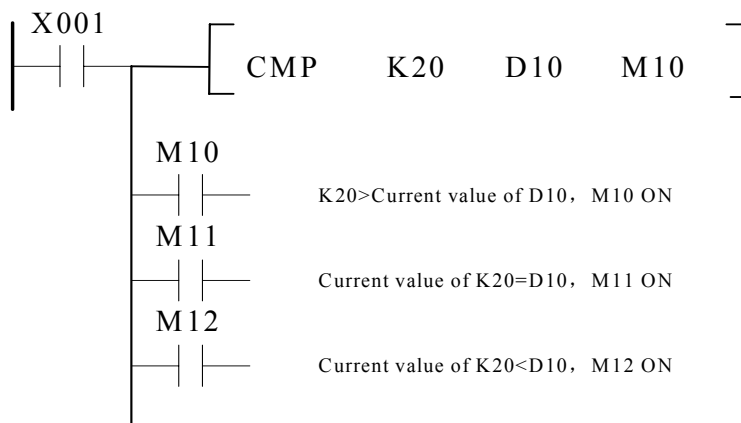 X001
CMP K20 D10 M10
M10
K20>Current value of D10，M10 ON
M11
Current value of K20=D10，M11 ON
M12
Current value of K20<D10，M12 ON